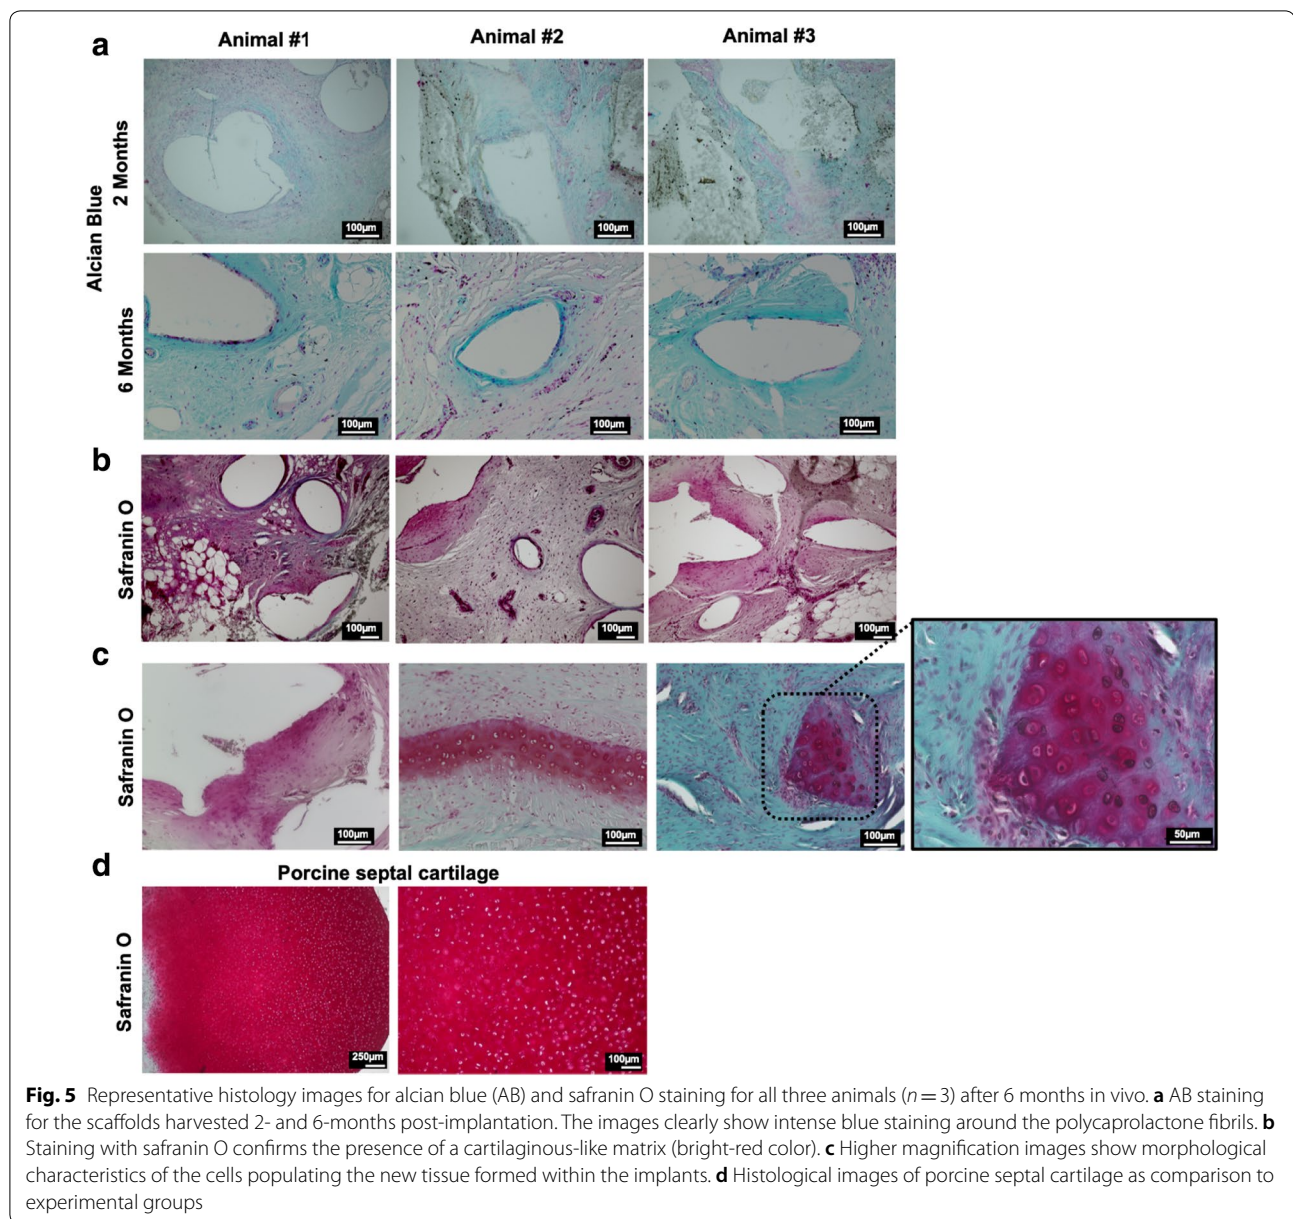 a
Animal #1
Animal #2
Animal #3
Alcian Blue
2 Months
100µm
100µm
100µm
6 Months
100µm
100µm
100µm
b
Safranin O
100µm
100µm
100µm
c
Safranin O
100µm
100µm
100µm
50µm
d
Porcine septal cartilage
Safranin O
250µm
100µm
Fig. 5 Representative histology images for alcian blue (AB) and safranin O staining for all three animals (n = 3) after 6 months in vivo. a AB staining
for the scaffolds harvested 2- and 6-months post-implantation. The images clearly show intense blue staining around the polycaprolactone fibrils. b
Staining with safranin O confirms the presence of a cartilaginous-like matrix (bright-red color). c Higher magnification images show morphological
characteristics of the cells populating the new tissue formed within the implants. d Histological images of porcine septal cartilage as comparison to
experimental groups